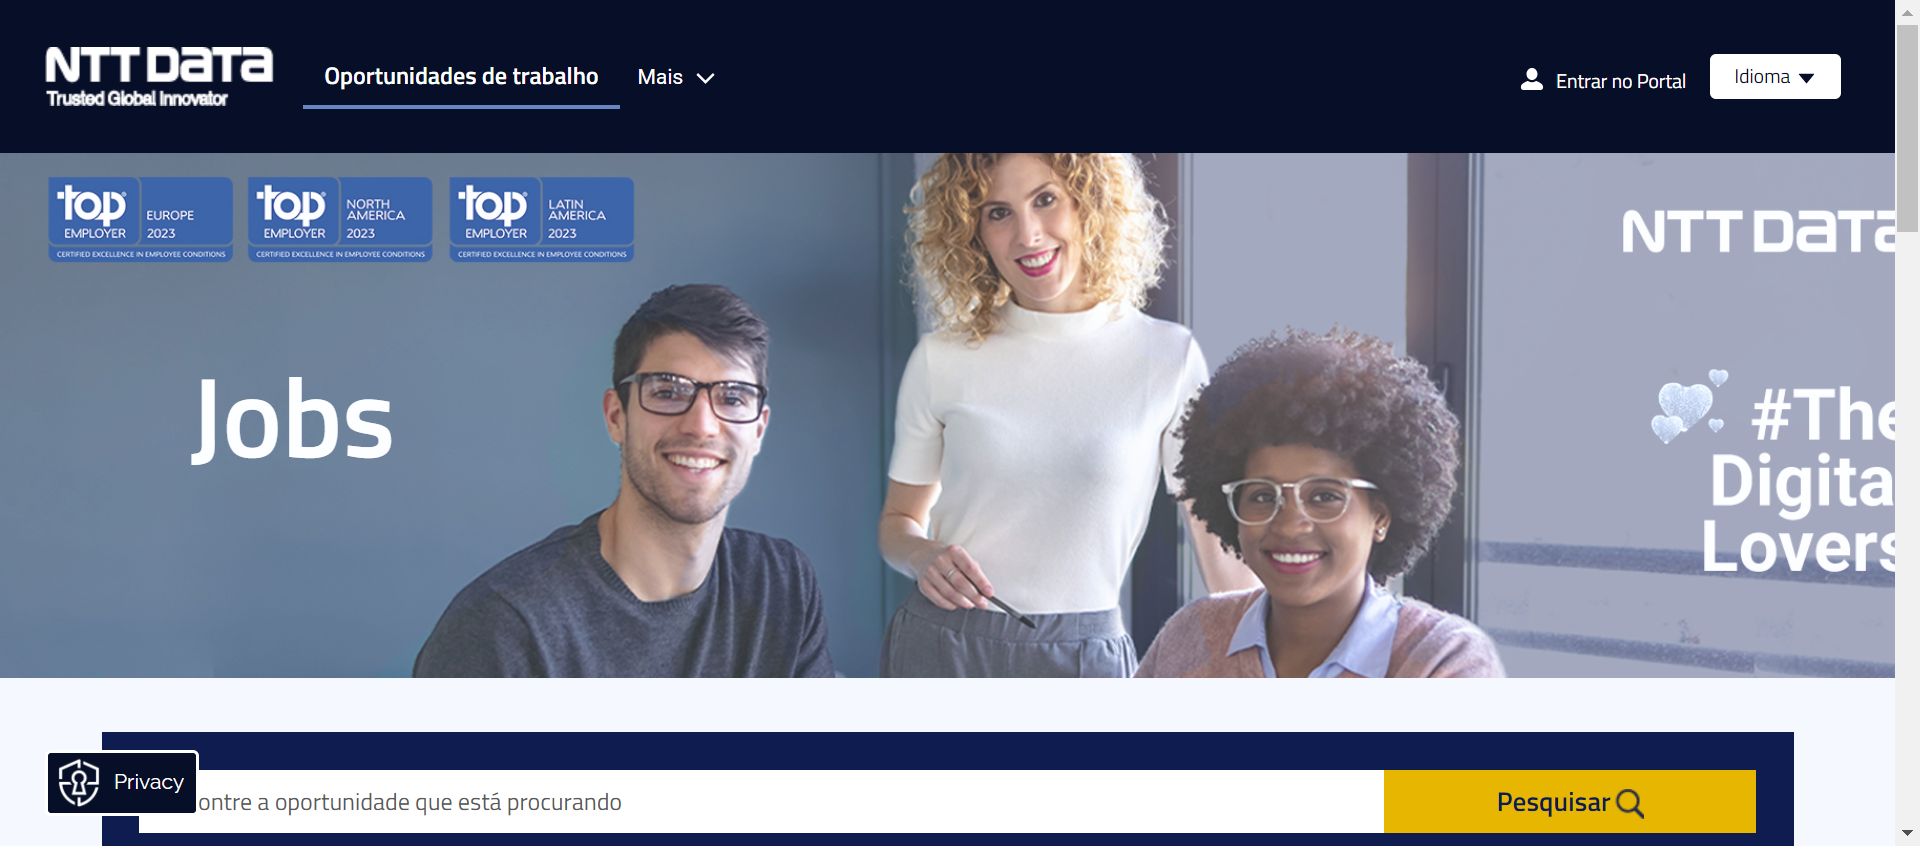 NTT DATA
Trusted Global Innovator
Oportunidades de trabalho
Mais
Entrar no Portal
Idioma
top EMPLOYER EUROPE 2023
CERTIFIED EXCELLENCE IN EMPLOYEE CONDITIONS
top EMPLOYER NORTH AMERICA 2023
CERTIFIED EXCELLENCE IN EMPLOYEE CONDITIONS
top EMPLOYER LATIN AMERICA 2023
CERTIFIED EXCELLENCE IN EMPLOYEE CONDITIONS
NTT DATA
Jobs
#The
Digita
Lovers
Privacy
ontre a oportunidade que está procurando
Pesquisar